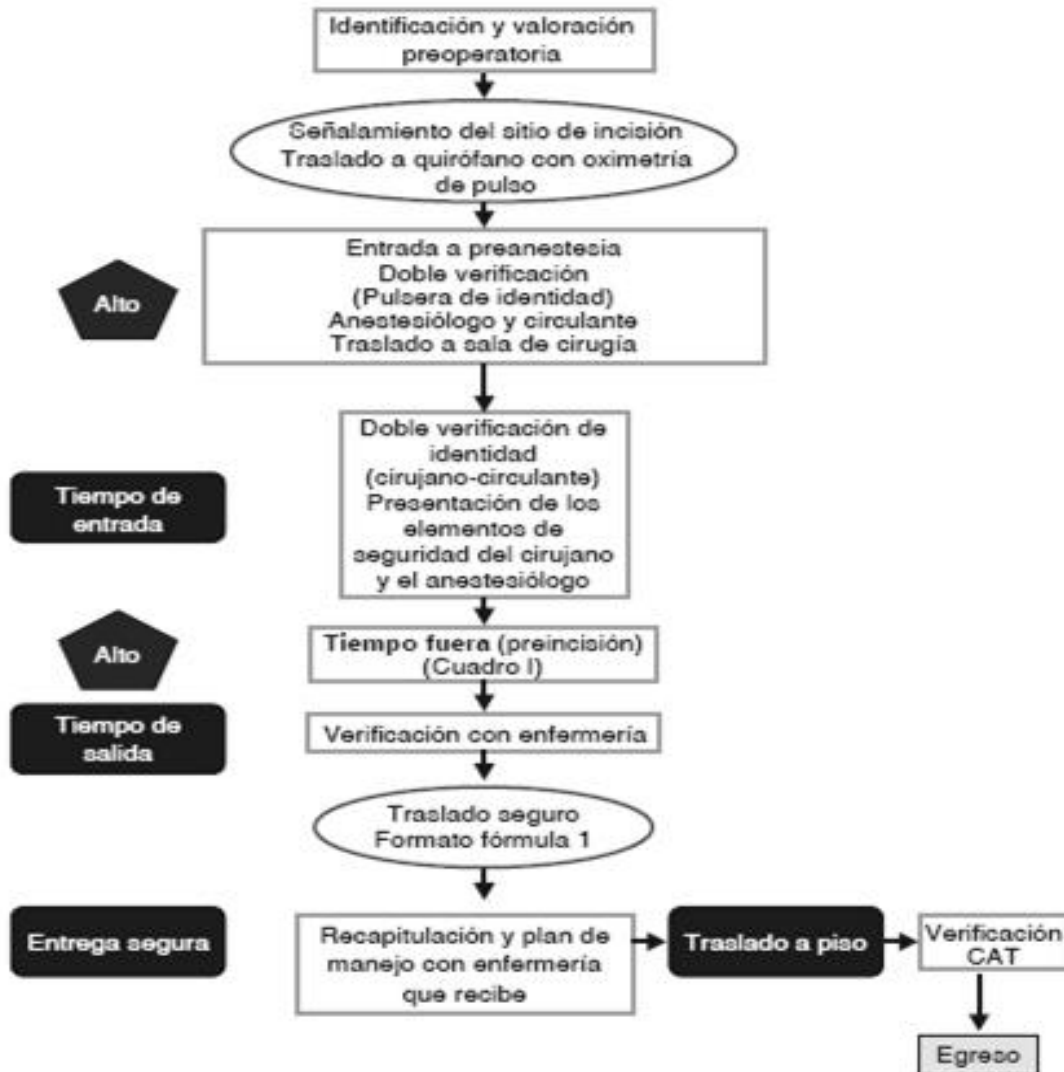 Identificación y valoración
preoperatoria
Señalamiento del sitio de incisión
Traslado a quirófano con oximetría
de pulso
Alto
Entrada a preanestesia
Doble verificación
(Pulsera de identidad)
Anestesiólogo y circulante
Traslado a sala de cirugía
Tiempo de
entrada
Doble verificación de
identidad
(cirujano-circulante)
Presentación de los
elementos de
seguridad del cirujano
y el anestesiólogo
Alto
Tiempo fuera (preincisión)
(Cuadro I)
Tiempo de
salida
Verificación con enfermería
Traslado seguro
Formato fórmula 1
Entrega segura
Recapitulación y plan de
manejo con enfermería
que recibe
Traslado a piso
Verificación
CAT
Egreso